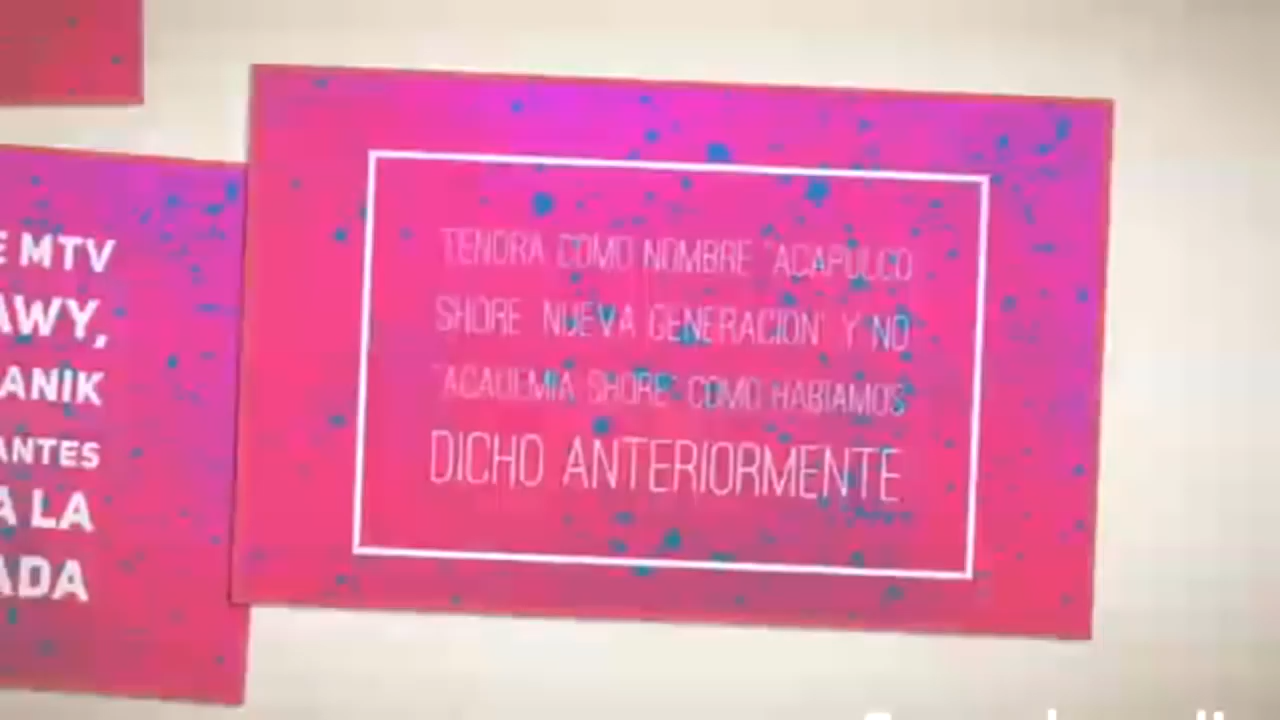 E MTV
AWY,
ANIK
ANTES
A LA
ADA
TENDRA COMO NOMBRE "ACAPULCO
SHORE NUEVA GENERACION" Y NO
"ACADEMIA SHORE" COMO HABIAMOS
DICHO ANTERIORMENTE